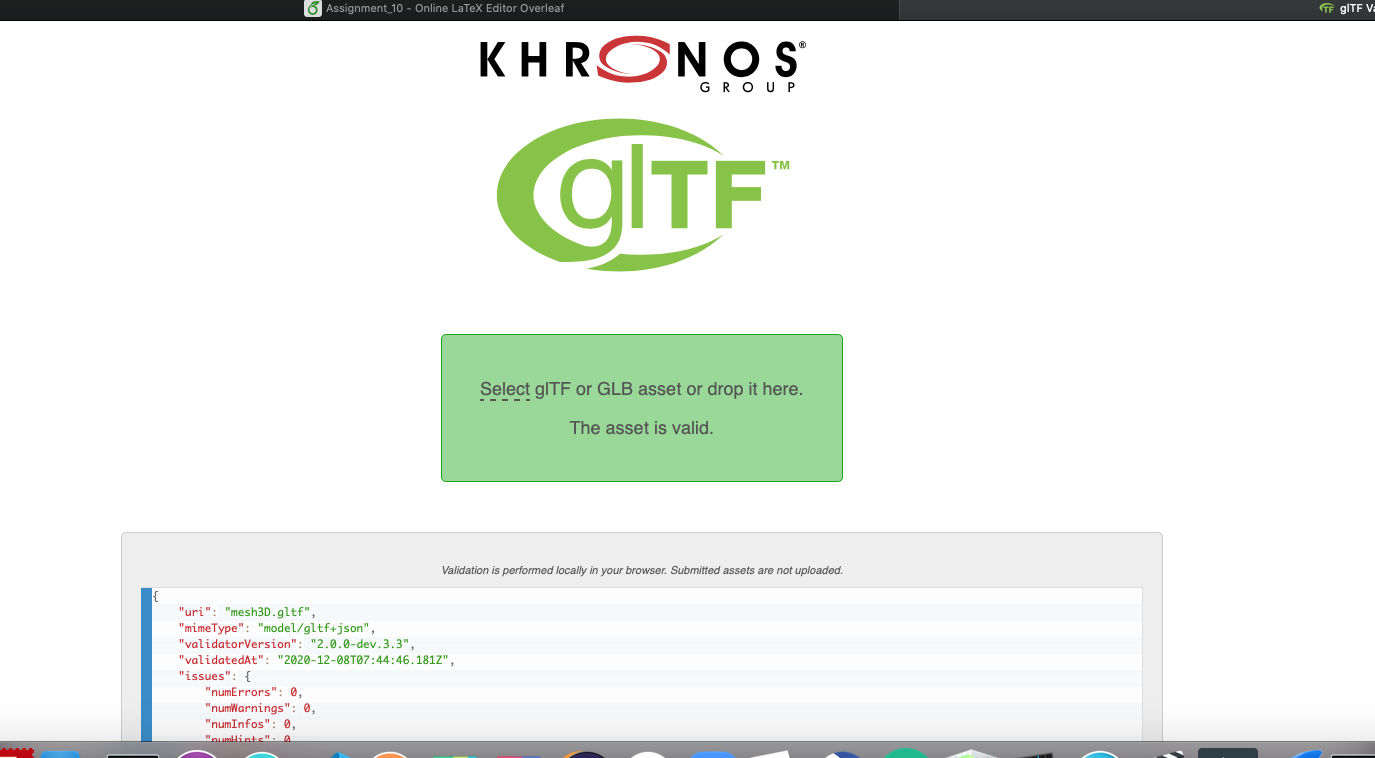 Assignment_10 - Online LaTeX Editor Overleaf
glTF Va
KHRONOS®
GROUP
glTF™
Select glTF or GLB asset or drop it here.
The asset is valid.
Validation is performed locally in your browser. Submitted assets are not uploaded.
{
"uri": "mesh3D.gltf",
"mimeType": "model/gltf+json",
"validatorVersion": "2.0.0-dev.3.3",
"validatedAt": "2020-12-08T07:44:46.181Z",
"issues": {
"numErrors": 0,
"numWarnings": 0,
"numInfos": 0,
"numHints": 0